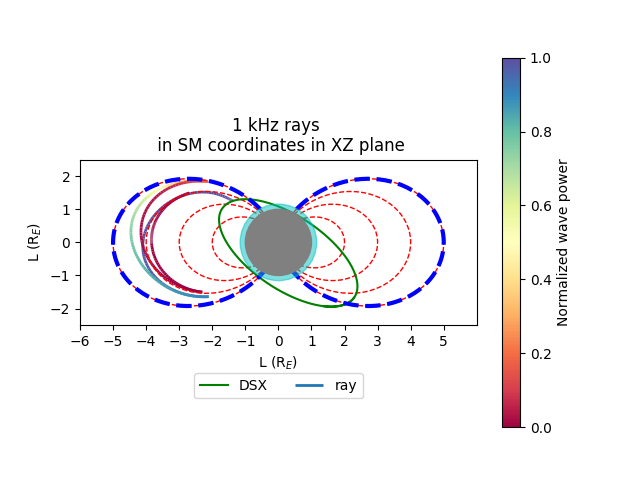 1 kHz rays
in SM coordinates in XZ plane
2
1
0
−1
−2
L (R_E)
−6 −5 −4 −3 −2 −1 0 1 2 3 4 5
L (R_E)
DSX ray
1.0
0.8
0.6
0.4
0.2
0.0
Normalized wave power